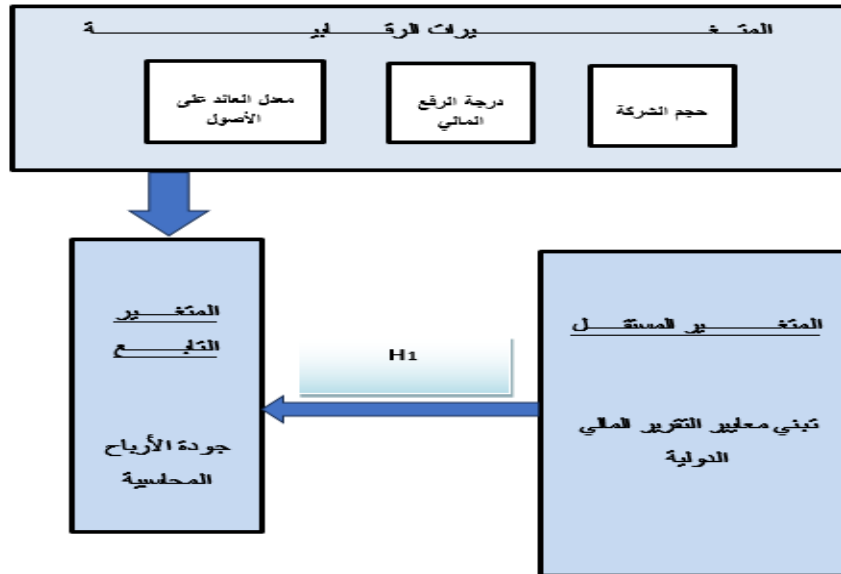 المتغيرات الرقابية
حجم الشركة
درجة الرفع
المالي
معدل العائد على
الأصول
المتغير المستقل
تبني معايير التقرير المالي
الدولية
H1
المتغير
التابع
جودة الأرباح
المحاسبية